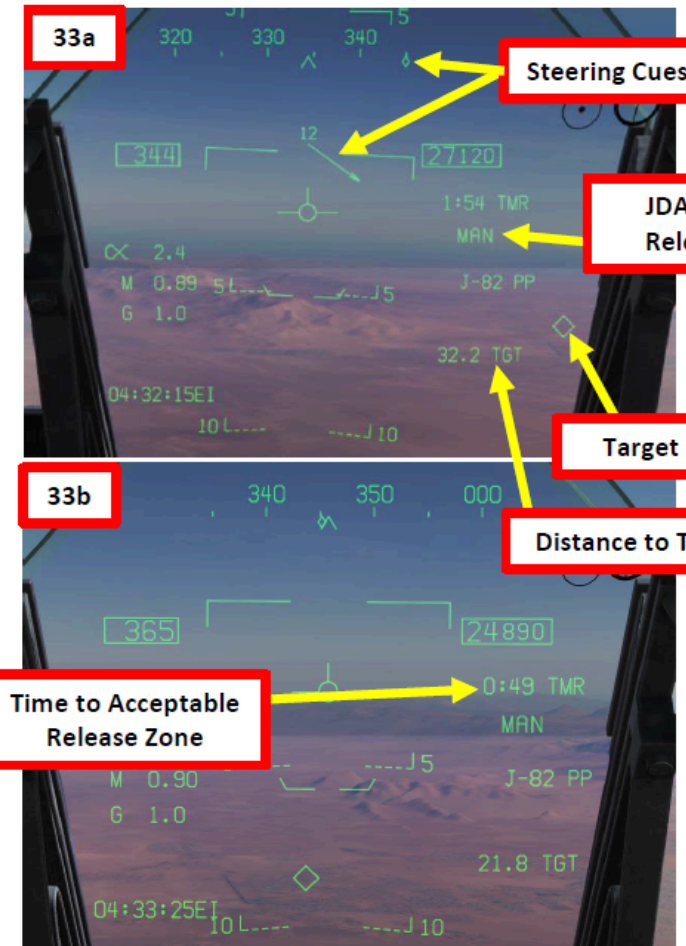 33a
5 5
320 330 340
Steering Cues
12
344
27120
1:54 TMR
JDA
Rel
MAN
α 2.4
M 0.89
5 5
J-82 PP
G 1.0
32.2 TGT
04:32:15EI
10 10
Target
33b
340 350 000
Distance to T
365
24890
0:49 TMR
Time to Acceptable
Release Zone
MAN
5
M 0.90
J-82 PP
G 1.0
21.8 TGT
04:33:25EI
10 10